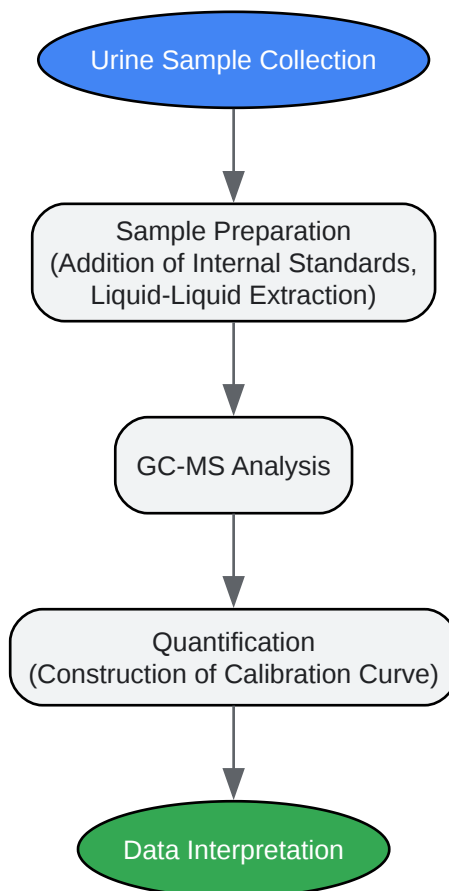 Urine Sample Collection
Sample Preparation
(Addition of Internal Standards,
Liquid-Liquid Extraction)
GC-MS Analysis
Quantification
(Construction of Calibration Curve)
Data Interpretation